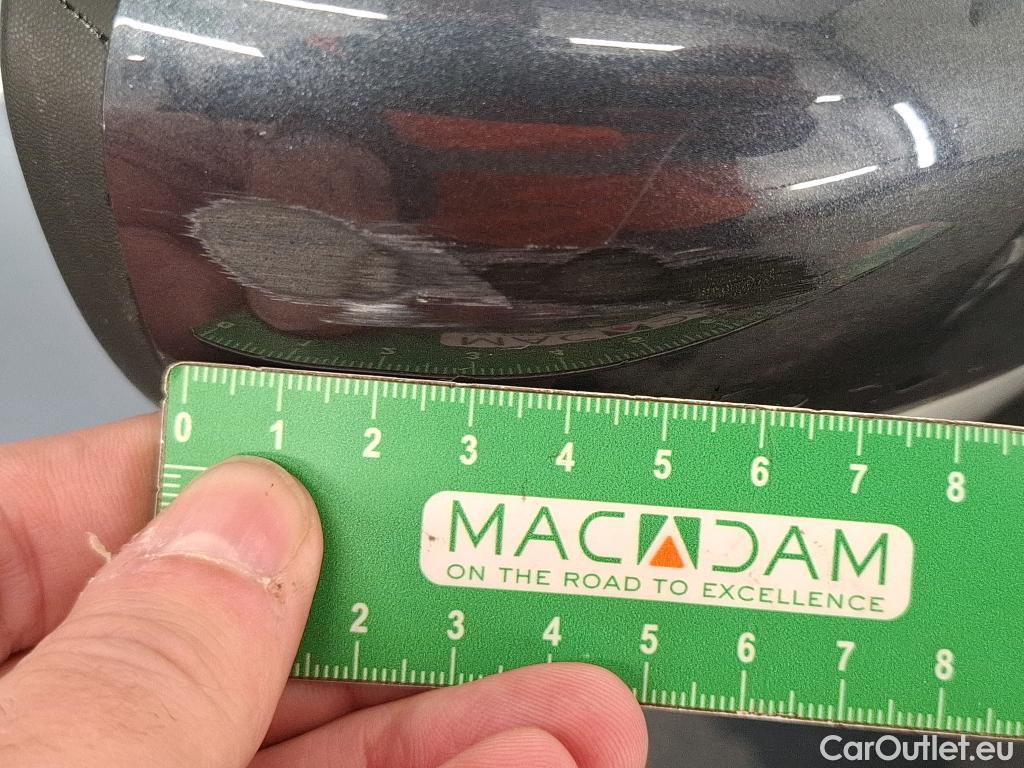 0 1 2 3 4 5 6 7 8
MACADAM
ON THE ROAD TO EXCELLENCE
2 3 4 5 6 7 8
CarOutlet.eu